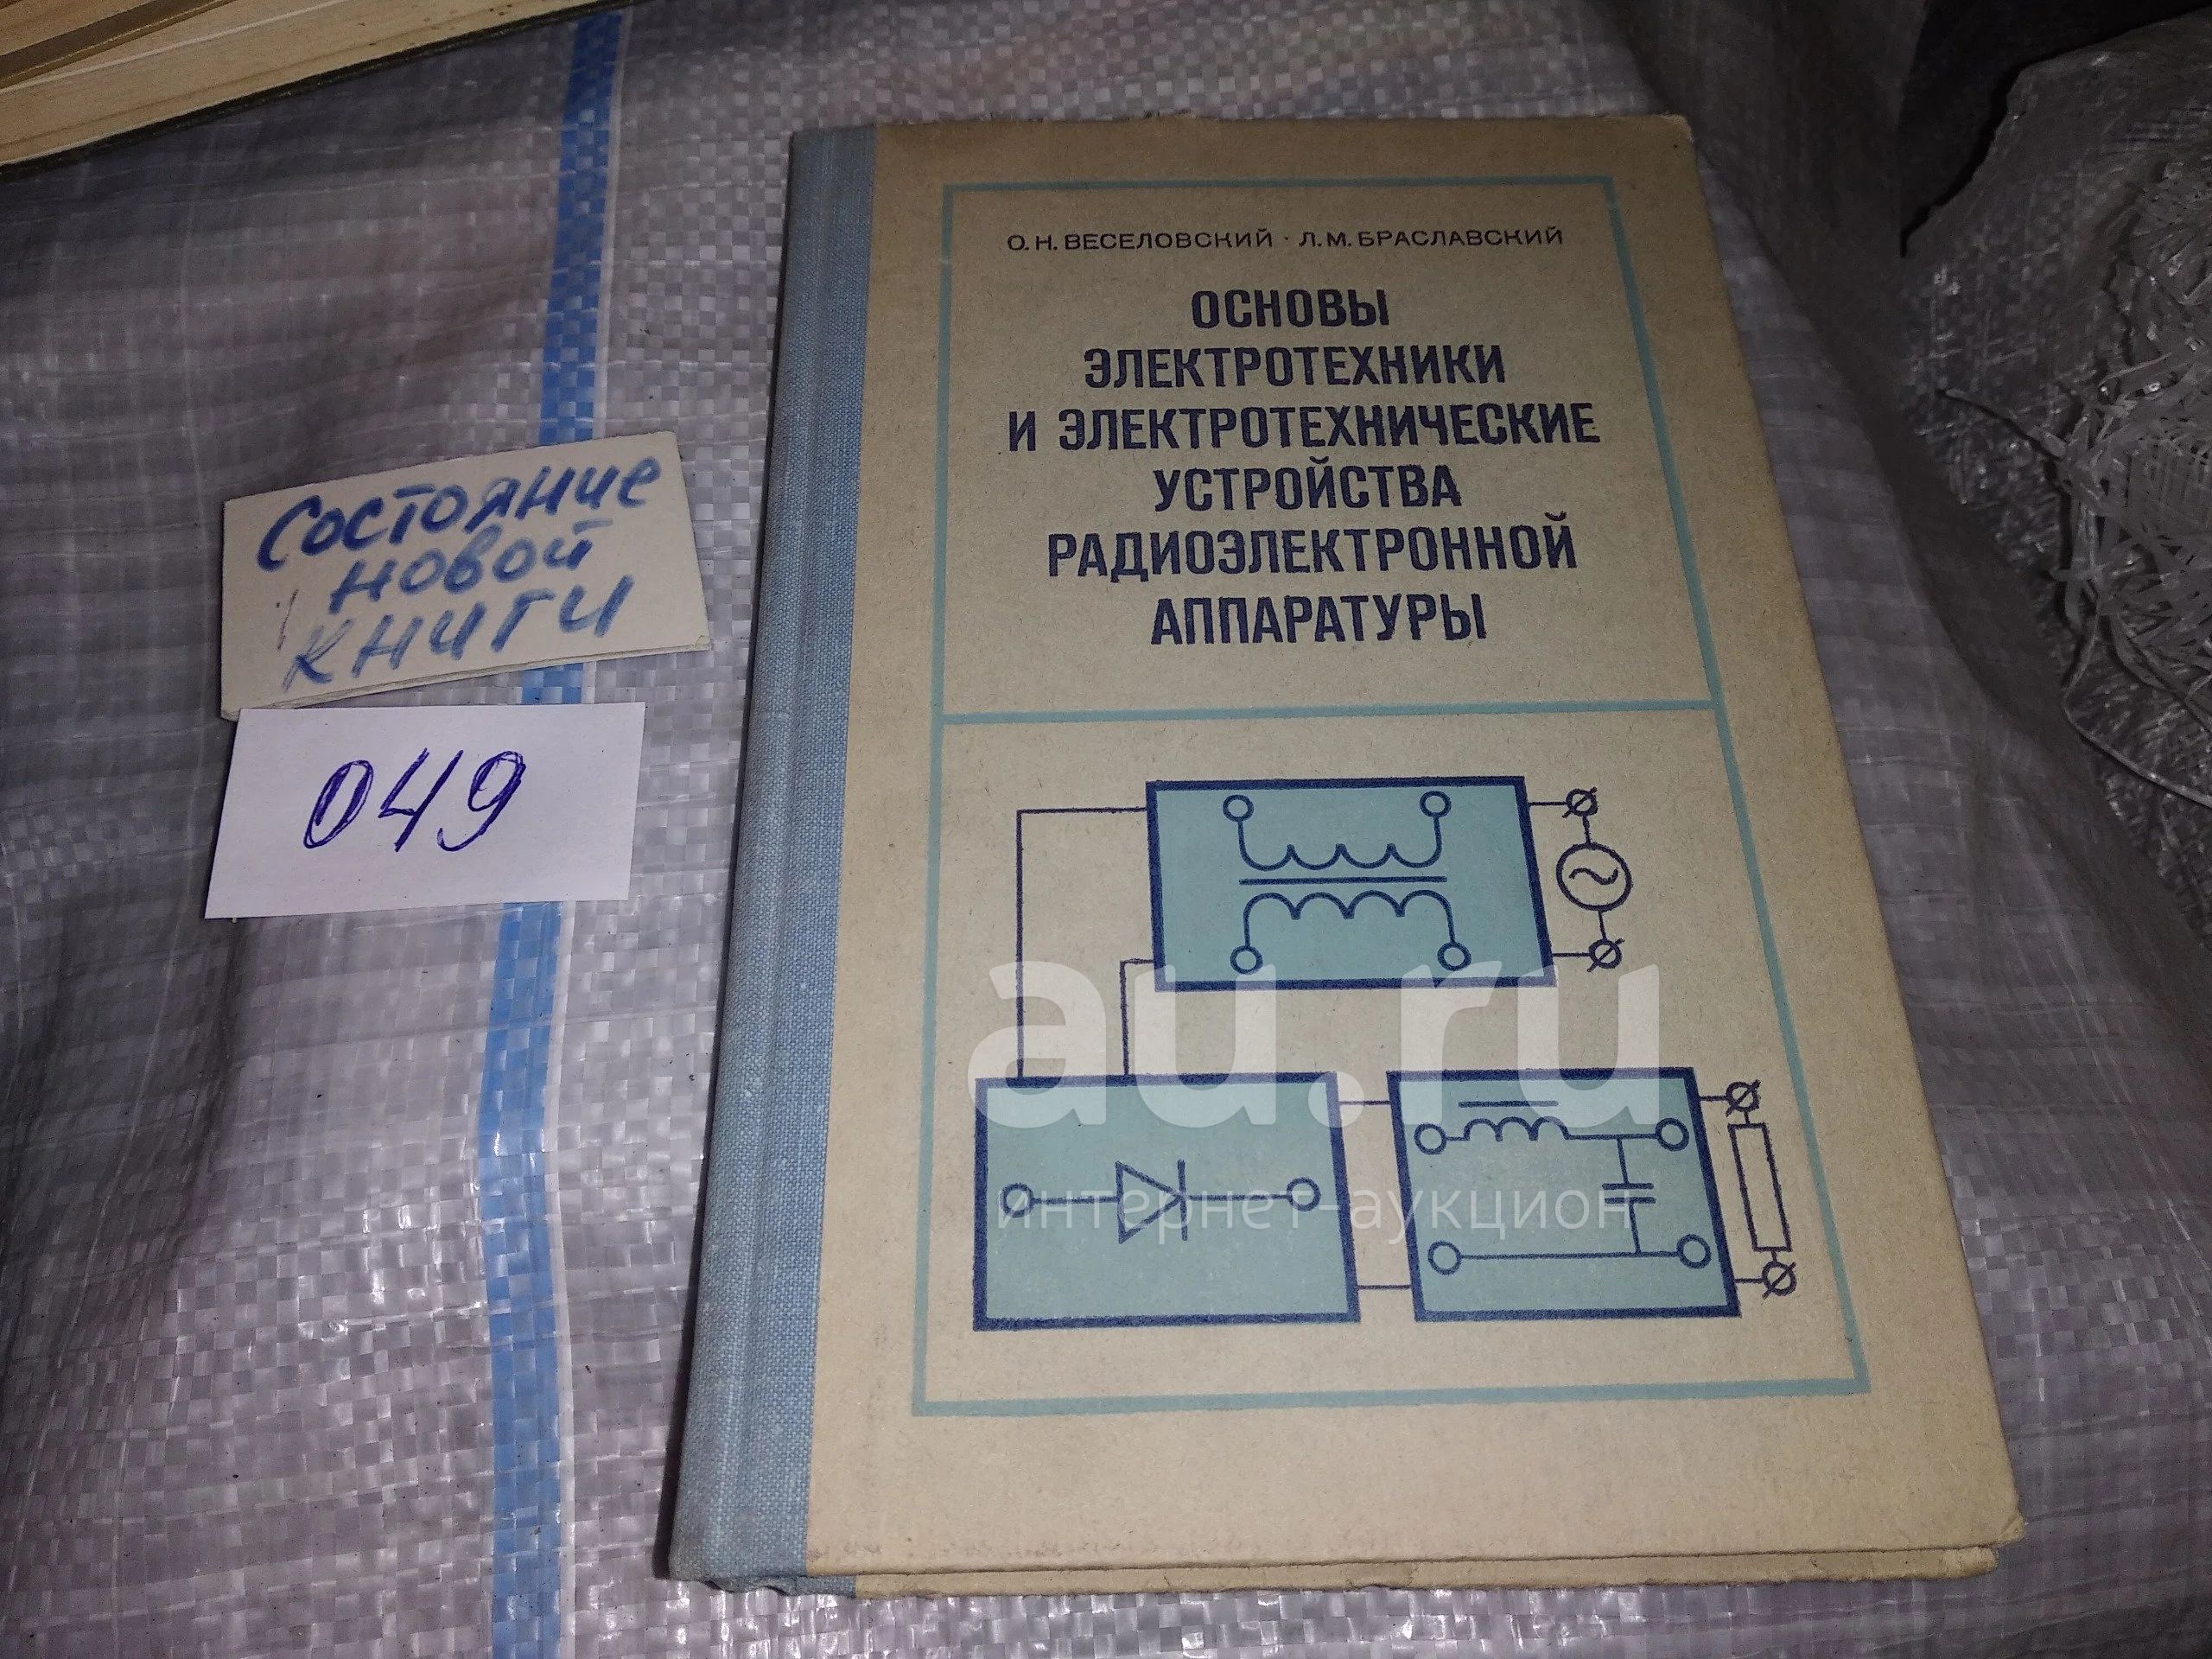 О. Н. ВЕСЕЛОВСКИЙ · Л. М. БРАСЛАВСКИЙ
ОСНОВЫ
ЭЛЕКТРОТЕХНИКИ
И ЭЛЕКТРОТЕХНИЧЕСКИЕ
УСТРОЙСТВА
РАДИОЭЛЕКТРОННОЙ
АППАРАТУРЫ
Состояние
новой
книги
049
au.ru
интернет-аукцион